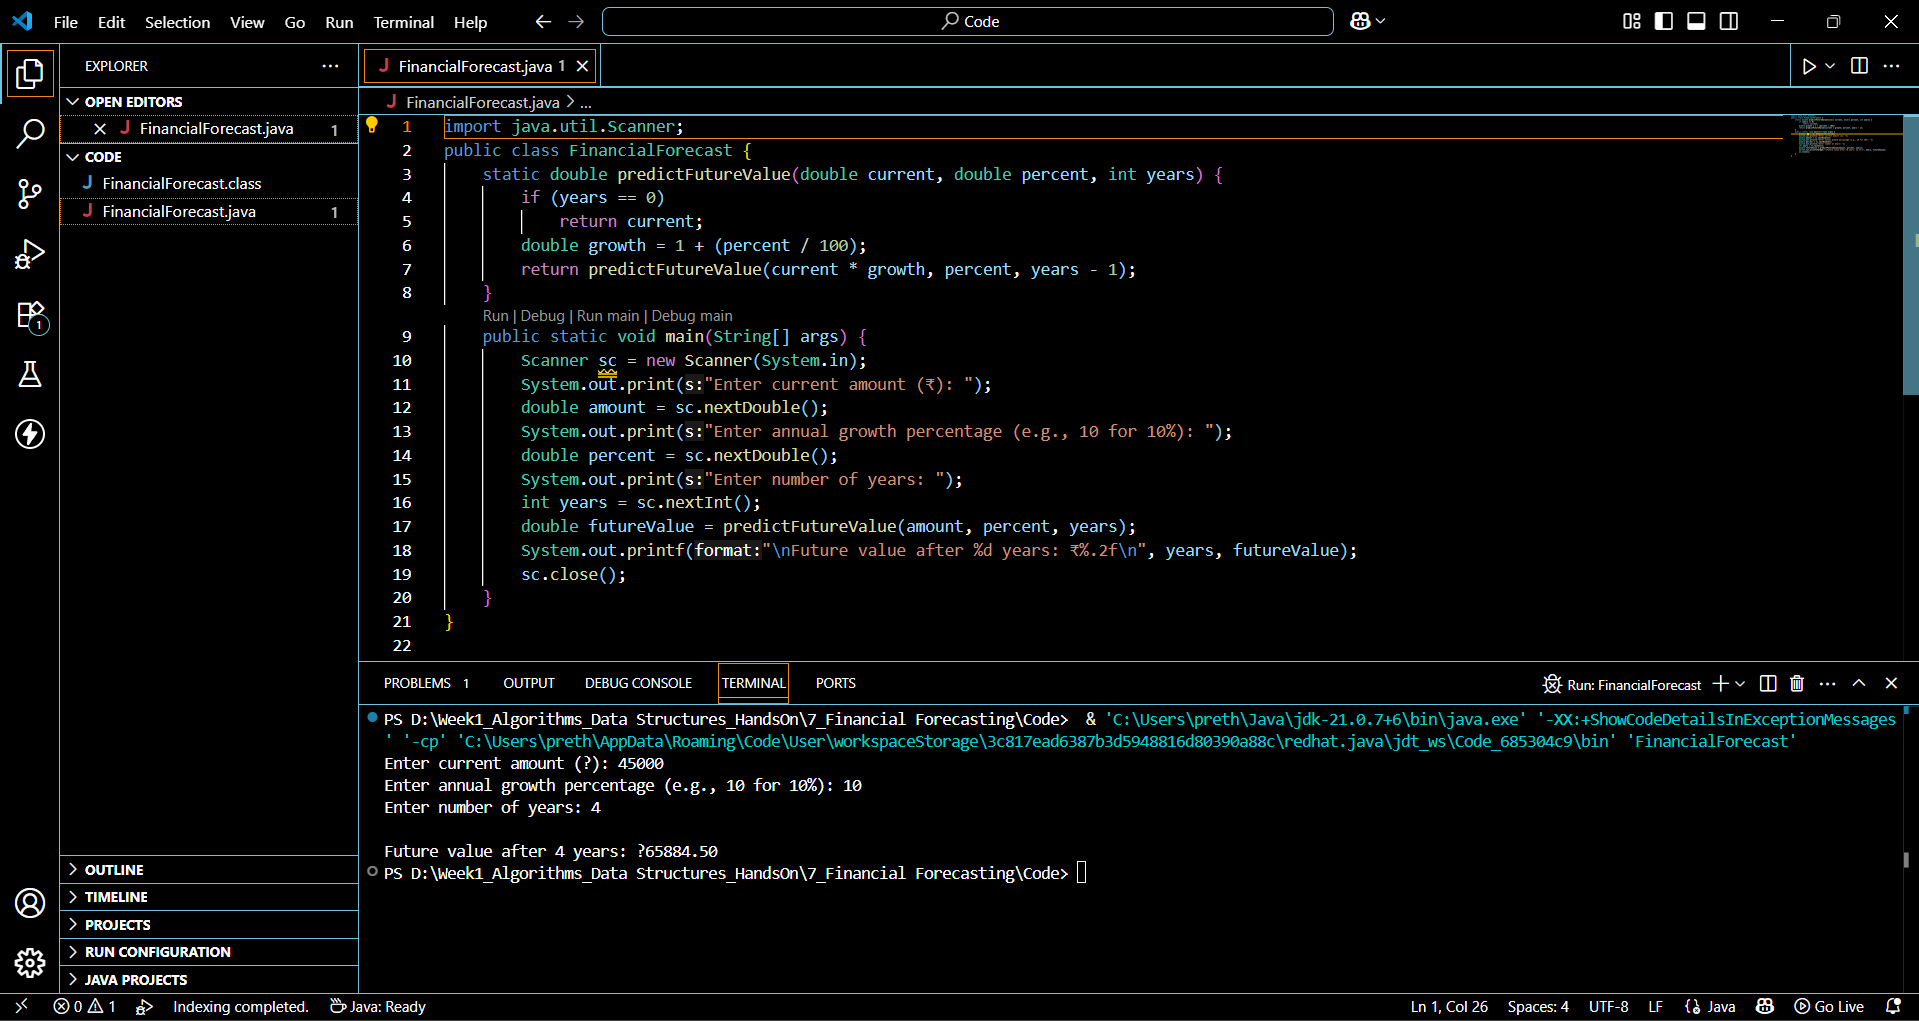 File Edit Selection View Go Run Terminal Help
Code
EXPLORER
OPEN EDITORS
FinancialForecast.java 1
CODE
FinancialForecast.class
FinancialForecast.java 1
OUTLINE
TIMELINE
PROJECTS
RUN CONFIGURATION
JAVA PROJECTS
1
FinancialForecast.java 1
FinancialForecast.java > ...
1 import java.util.Scanner;
2 public class FinancialForecast {
3 static double predictFutureValue(double current, double percent, int years) {
4 if (years == 0)
5 return current;
6 double growth = 1 + (percent / 100);
7 return predictFutureValue(current * growth, percent, years - 1);
8 }
Run | Debug | Run main | Debug main
9 public static void main(String[] args) {
10 Scanner sc = new Scanner(System.in);
11 System.out.print(s:"Enter current amount (₹): ");
12 double amount = sc.nextDouble();
13 System.out.print(s:"Enter annual growth percentage (e.g., 10 for 10%): ");
14 double percent = sc.nextDouble();
15 System.out.print(s:"Enter number of years: ");
16 int years = sc.nextInt();
17 double futureValue = predictFutureValue(amount, percent, years);
18 System.out.printf(format:"\nFuture value after %d years: ₹%.2f\n", years, futureValue);
19 sc.close();
20 }
21 }
22
PROBLEMS 1 OUTPUT DEBUG CONSOLE TERMINAL PORTS
Run: FinancialForecast
PS D:\Week1_Algorithms_Data Structures_HandsOn\7_Financial Forecasting\Code> & 'C:\Users\preth\Java\jdk-21.0.7+6\bin\java.exe' '-XX:+ShowCodeDetailsInExceptionMessages
' '-cp' 'C:\Users\preth\AppData\Roaming\Code\User\workspaceStorage\3c817ead6387b3d5948816d80390a88c\redhat.java\jdt_ws\Code_685304c9\bin' 'FinancialForecast'
Enter current amount (?): 45000
Enter annual growth percentage (e.g., 10 for 10%): 10
Enter number of years: 4
Future value after 4 years: ?65884.50
PS D:\Week1_Algorithms_Data Structures_HandsOn\7_Financial Forecasting\Code>
0 1 Indexing completed. Java: Ready
Ln 1, Col 26 Spaces: 4 UTF-8 LF Java Go Live